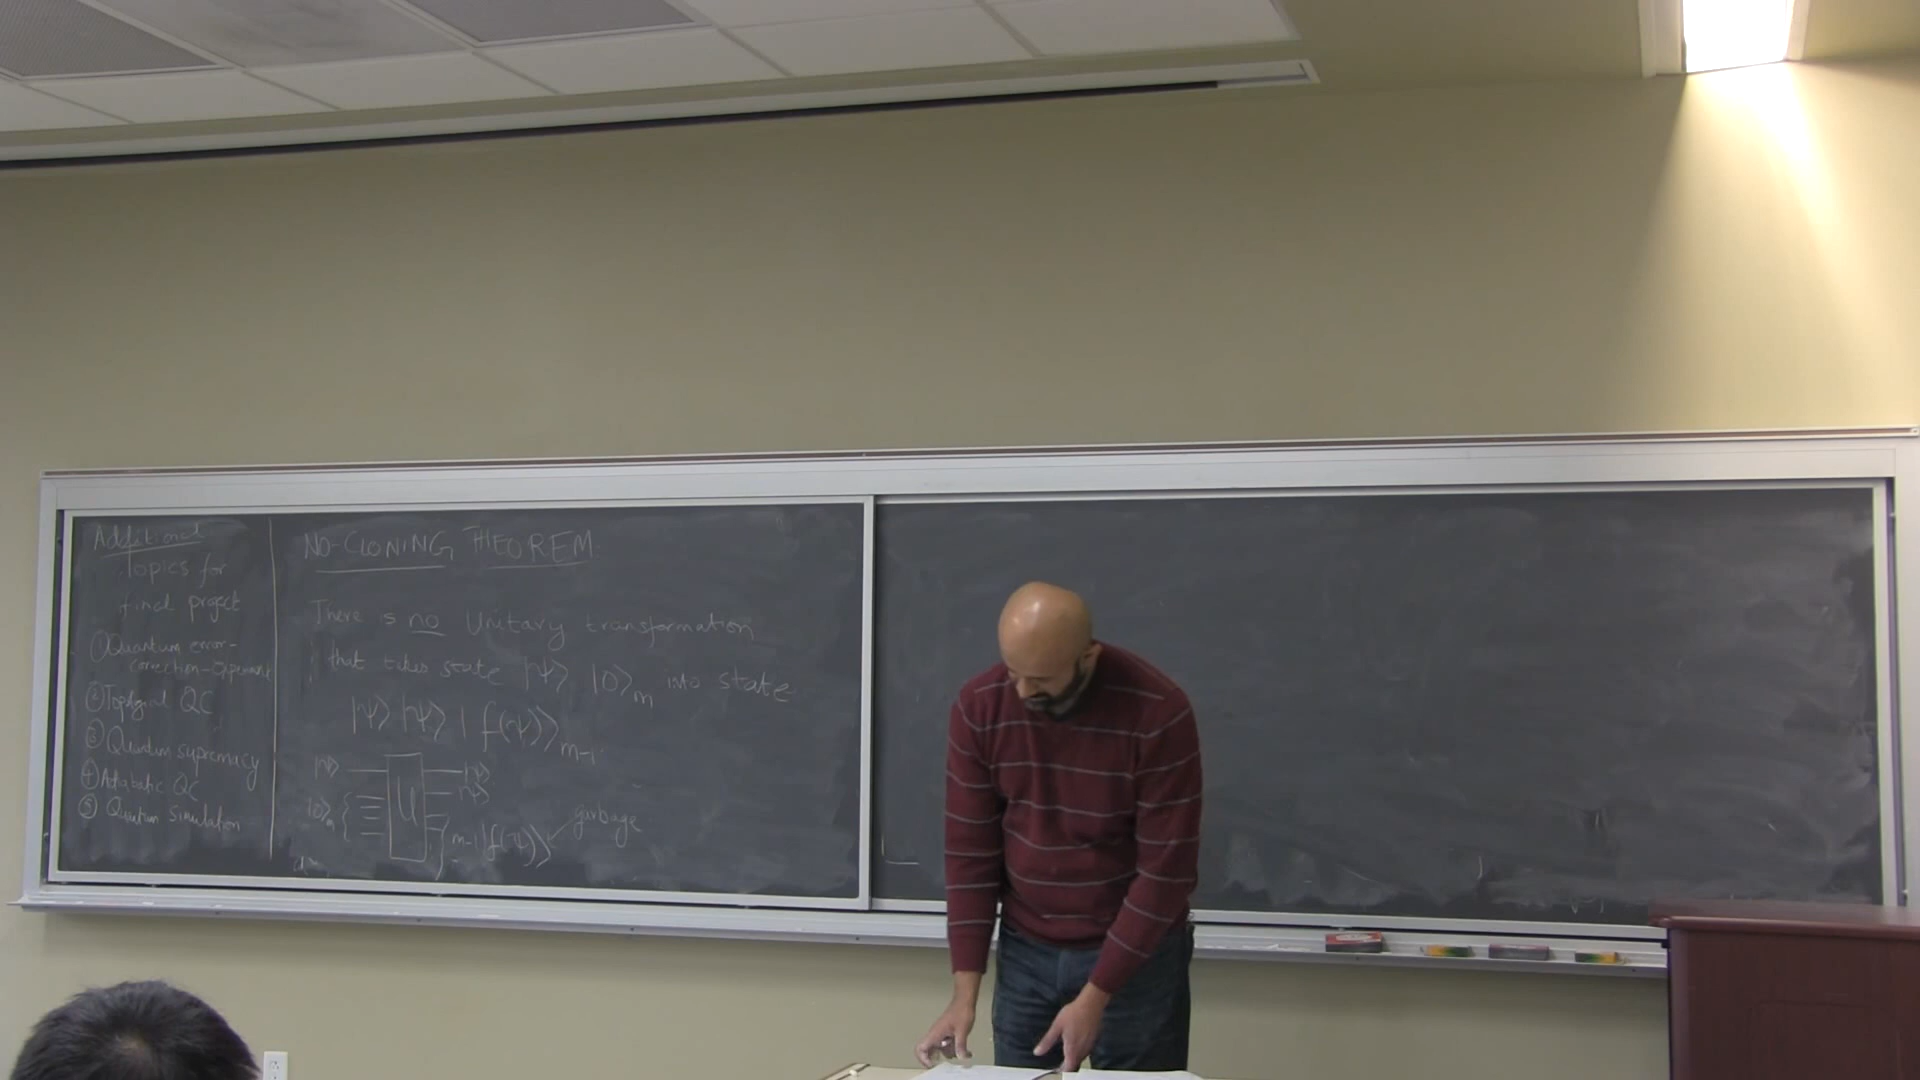 Additional
Topics for
final project
① Quantum error-
correction-Experiment
② Toplogical QC
③ Quantum supremacy
④ Adiabatic QC
⑤ Quantum Simulation
NO-CLONING THEOREM
There is no Unitary transformation
that takes state |ψ⟩ |0⟩m into state
|ψ⟩ |ψ⟩ | f(ψ)⟩m-1
|ψ⟩ U |ψ⟩
|ψ⟩
|0⟩m m-1 |f(ψ)⟩ garbage